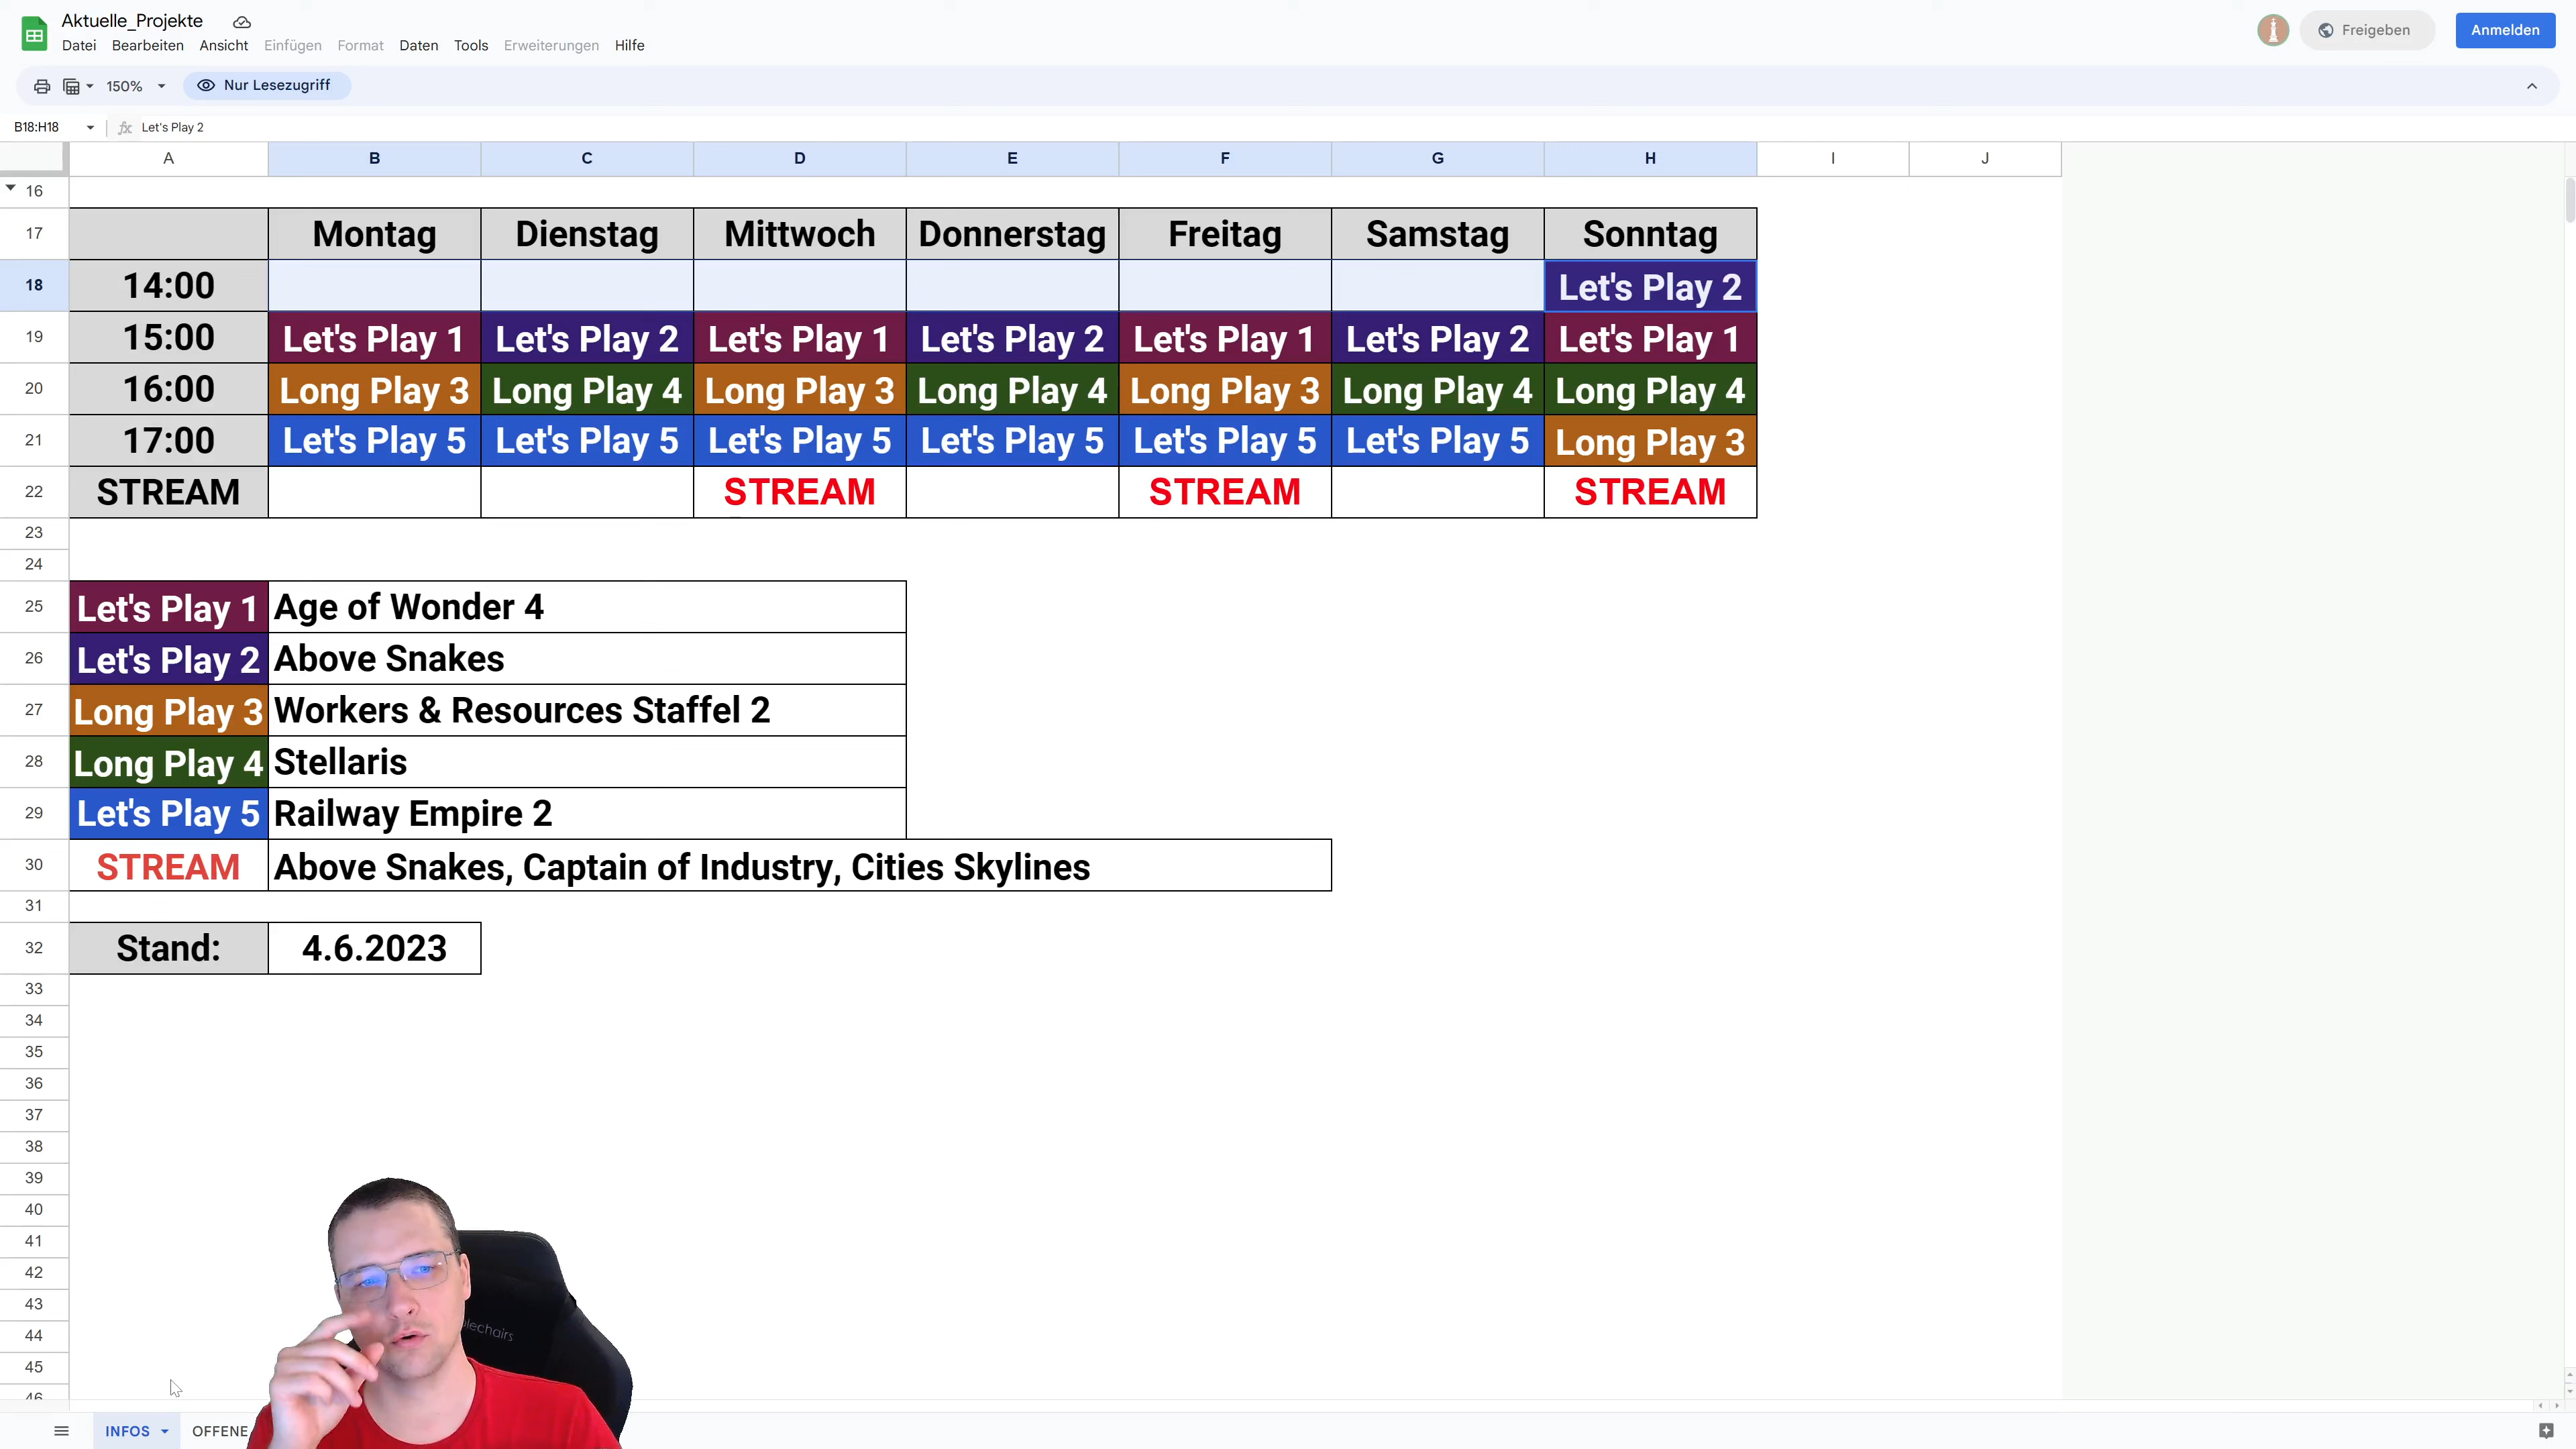 Aktuelle_Projekte
Freigeben
Anmelden
Datei Bearbeiten Ansicht Einfügen Format Daten Tools Erweiterungen Hilfe
150% Nur Lesezugriff
B18:H18 fx Let's Play 2
A B C D E F G H I J
16
17 Montag Dienstag Mittwoch Donnerstag Freitag Samstag Sonntag
18 14:00 Let's Play 2
19 15:00 Let's Play 1 Let's Play 2 Let's Play 1 Let's Play 2 Let's Play 1 Let's Play 2 Let's Play 1
20 16:00 Long Play 3 Long Play 4 Long Play 3 Long Play 4 Long Play 3 Long Play 4 Long Play 4
21 17:00 Let's Play 5 Let's Play 5 Let's Play 5 Let's Play 5 Let's Play 5 Let's Play 5 Long Play 3
22 STREAM STREAM STREAM STREAM
23
24
25 Let's Play 1 Age of Wonder 4
26 Let's Play 2 Above Snakes
27 Long Play 3 Workers & Resources Staffel 2
28 Long Play 4 Stellaris
29 Let's Play 5 Railway Empire 2
30 STREAM Above Snakes, Captain of Industry, Cities Skylines
31
32 Stand: 4.6.2023
33
34
35
36
37
38
39
40
41
42
43
44
45
46
INFOS OFFENE